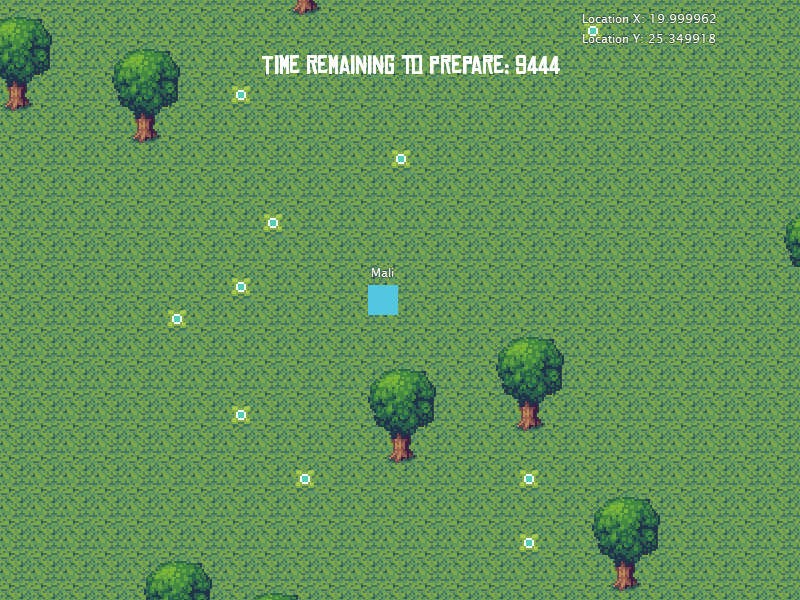 Location X: 19.999962
Location Y: 25.349918
TIME REMAINING TO PREPARE: 9444
Mali